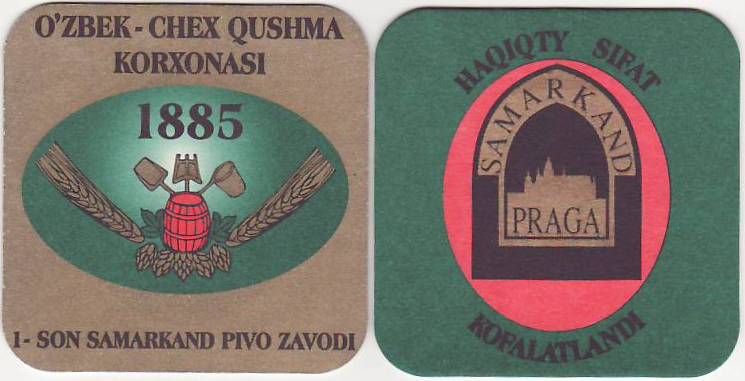 O'ZBEK - CHEX QUSHMA
KORXONASI
1885
1- SON SAMARKAND PIVO ZAVODI
HAQIQTY SIFAT
SAMARKAND
PRAGA
KOFALATLANDI